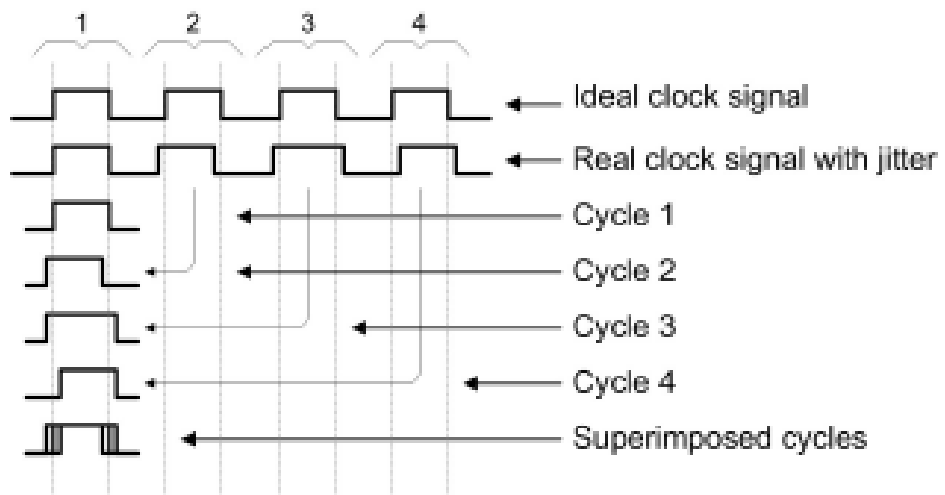 1 2 3 4
Ideal clock signal
Real clock signal with jitter
Cycle 1
Cycle 2
Cycle 3
Cycle 4
Superimposed cycles